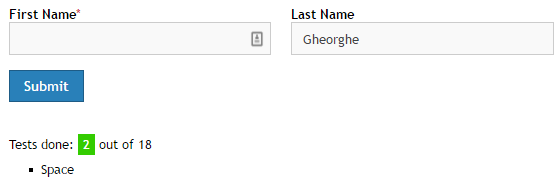 First Name*
Last Name
Gheorghe
Submit
Tests done: 2 out of 18
Space